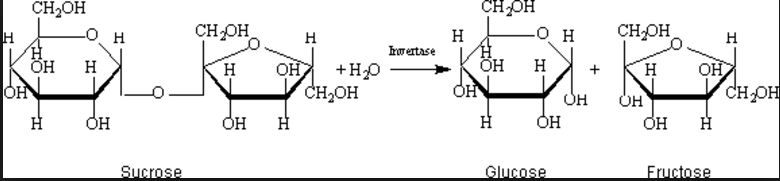 CH₂OH CH₂OH
H O CH₂OH H H O H CH₂OH H
H O Invertase H O
OH H H OH + H₂O OH H + H OH
OH O CH₂OH OH OH OH CH₂OH
H OH OH H H OH OH H
Sucrose Glucose Fructose